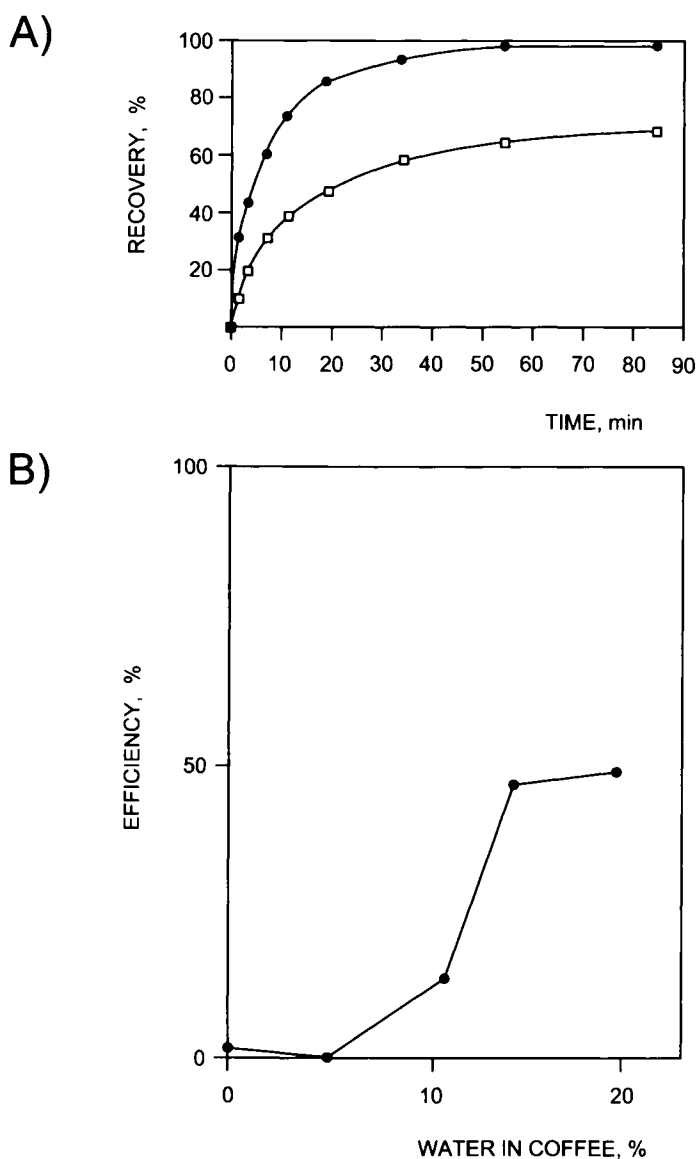 A)
100
80
60
40
20
RECOVERY, %
0 10 20 30 40 50 60 70 80 90
TIME, min
B)
100
50
0
EFFICIENCY, %
0 10 20
WATER IN COFFEE, %